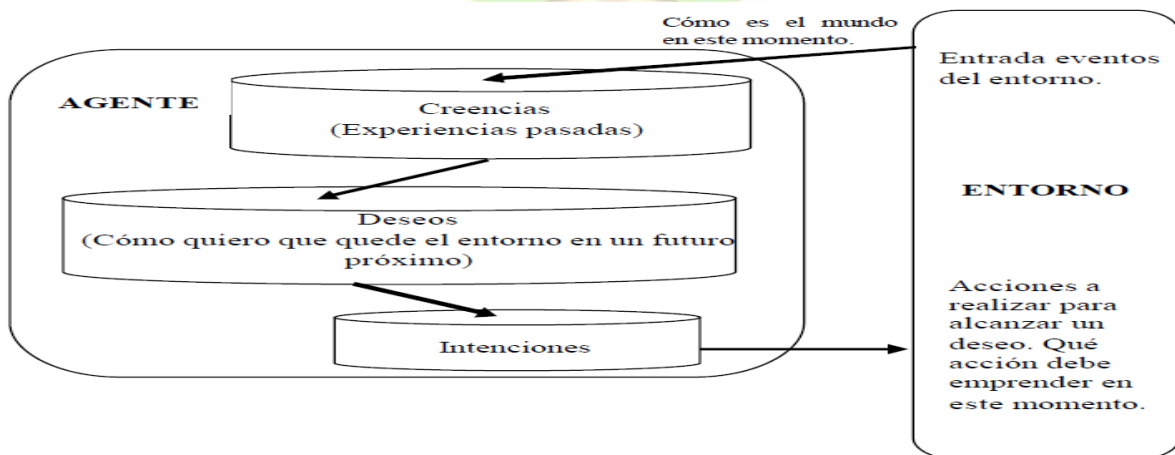 Cómo es el mundo
en este momento.
Entrada eventos
del entorno.
AGENTE
Creencias
(Experiencias pasadas)
ENTORNO
Deseos
(Cómo quiero que quede el entorno en un futuro
próximo)
Intenciones
Acciones a
realizar para
alcanzar un
deseo. Qué
acción debe
emprender en
este momento.